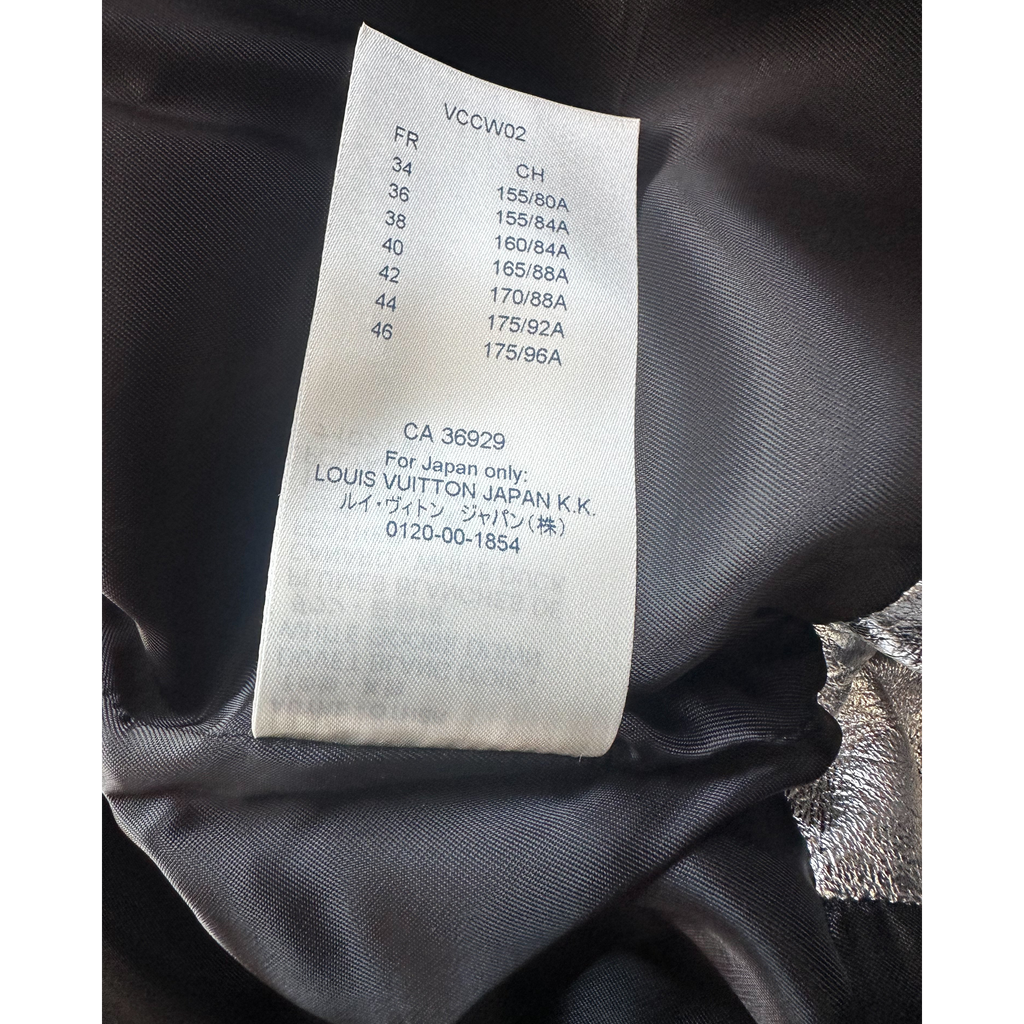 VCCW02
FR CH
34 155/80A
36 155/84A
38 160/84A
40 165/88A
42 170/88A
44 175/92A
46 175/96A
CA 36929
For Japan only:
LOUIS VUITTON JAPAN K.K.
ルイ・ヴィトン ジャパン(株)
0120-00-1854